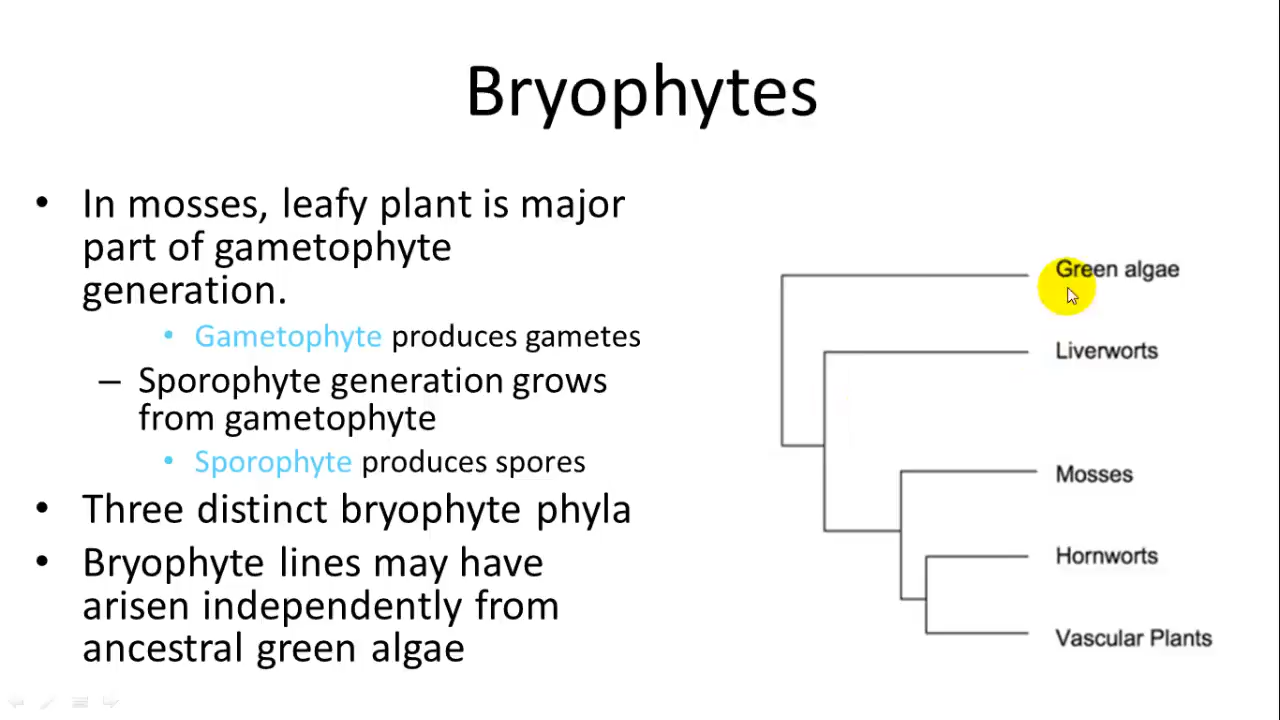 Bryophytes
• In mosses, leafy plant is major
part of gametophyte
generation.
• Gametophyte produces gametes
– Sporophyte generation grows
from gametophyte
• Sporophyte produces spores
• Three distinct bryophyte phyla
• Bryophyte lines may have
arisen independently from
ancestral green algae
Green algae
Liverworts
Mosses
Hornworts
Vascular Plants